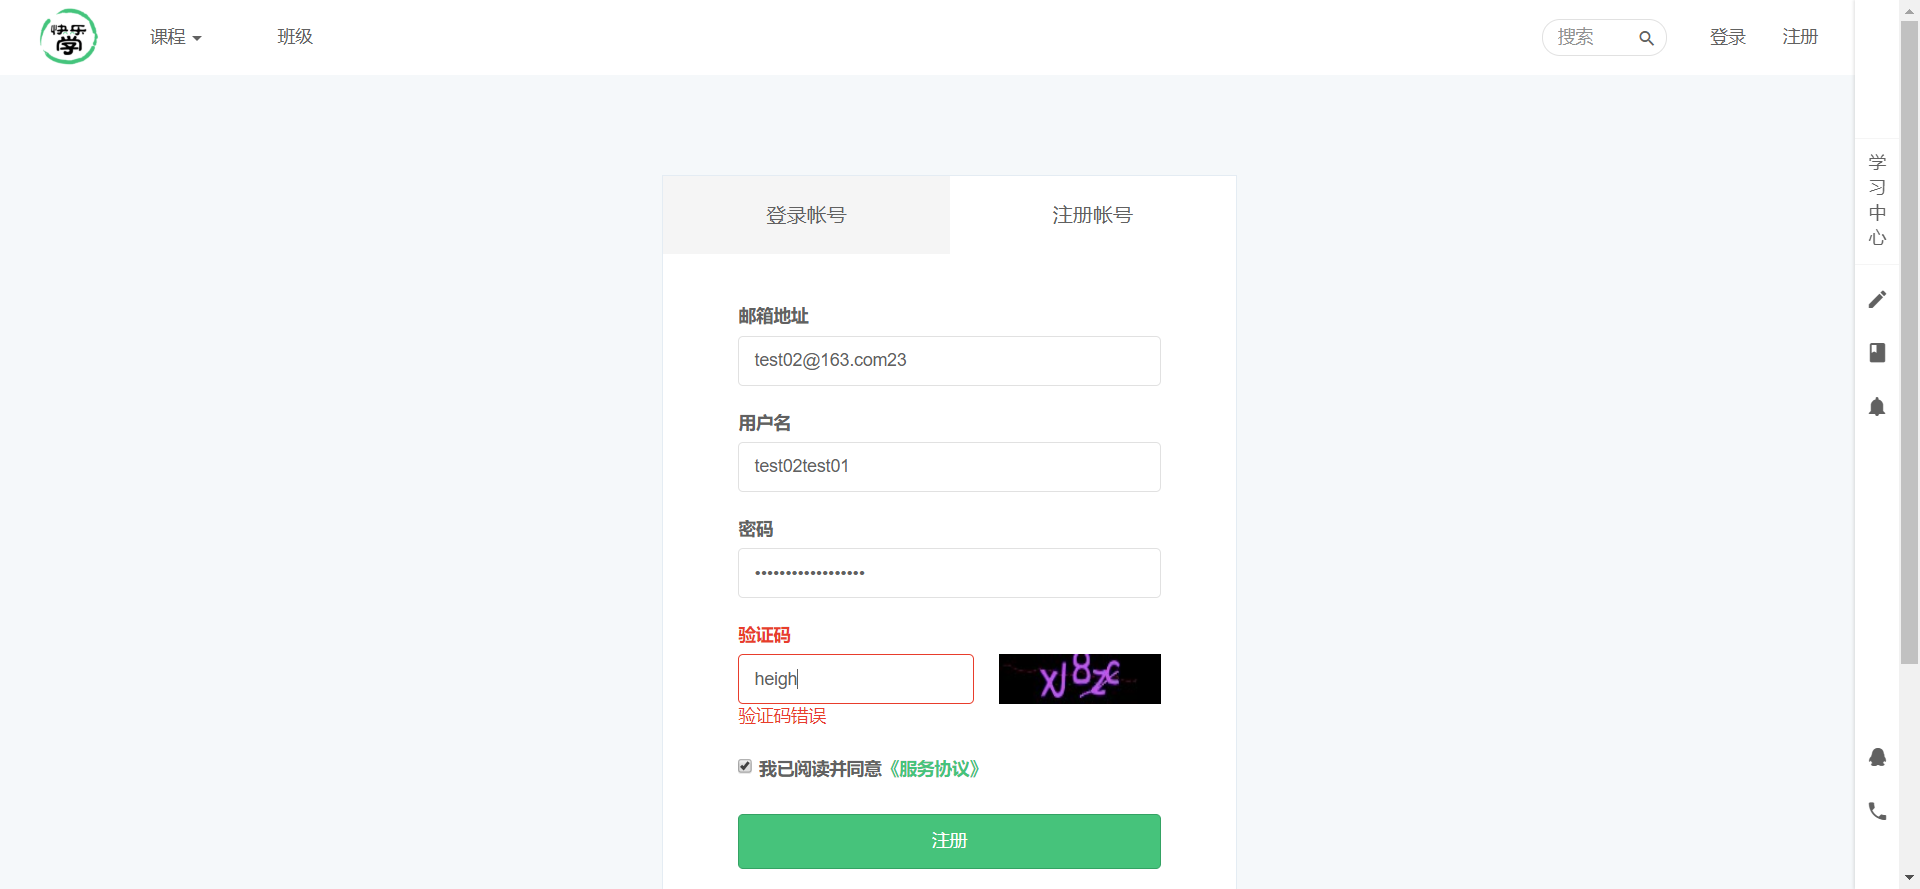 快乐
学
课程
班级
搜索
登录
注册
登录帐号
注册帐号
邮箱地址
test02@163.com23
用户名
test02test01
密码
••••••••••••••••••
验证码
heigh
验证码错误
我已阅读并同意《服务协议》
注册
学
习
中
心